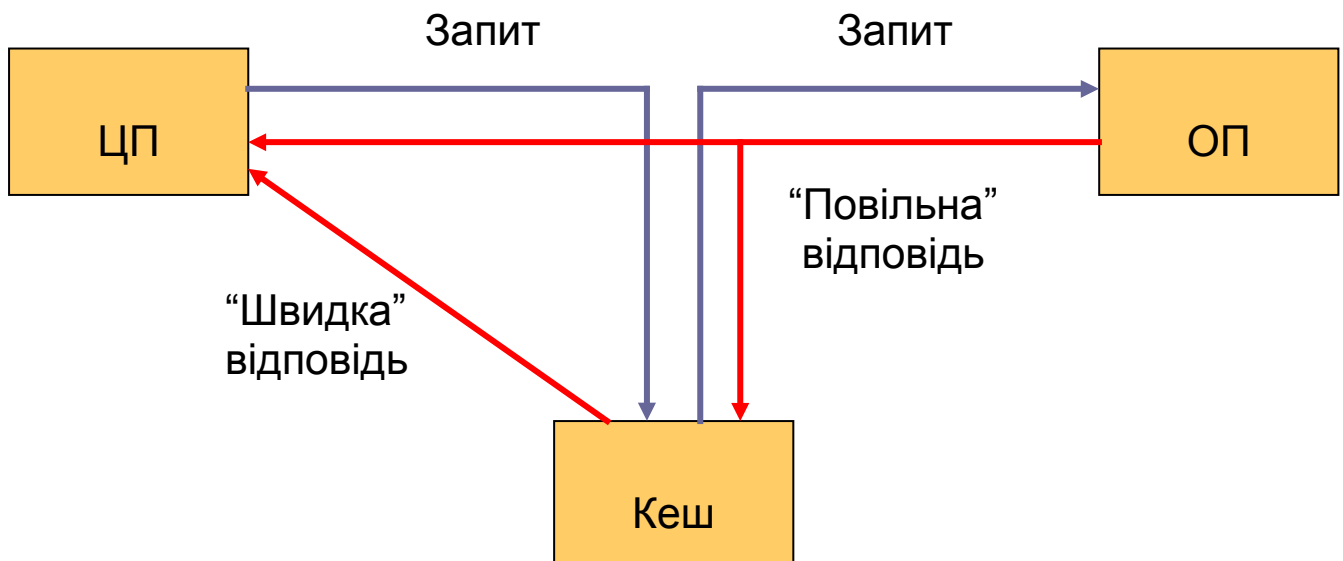 Запит
Запит
ЦП
ОП
“Повільна”
відповідь
“Швидка”
відповідь
Кеш